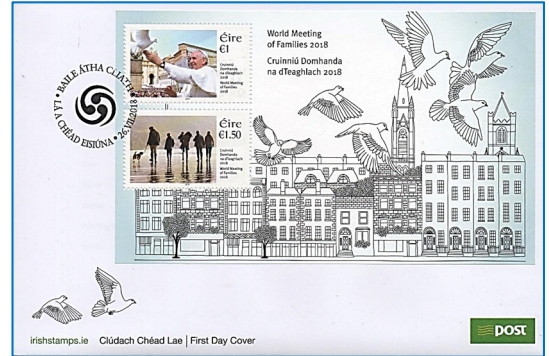 Éire
€1
Cruinniú
Domhanda
na dTeaghlach
2018
World Meeting
of Families
2018
World Meeting
of Families 2018
Cruinniú Domhanda
na dTeaghlach 2018
BAILE ÁTHA CLIATH
LÁ A CHÉAD EISIÚNA • 26.VII.2018
Éire
€1.50
Cruinniú
Domhanda
na dTeaghlach
2018
World Meeting
of Families
2018
irishstamps.ie Clúdach Chéad Lae | First Day Cover
post